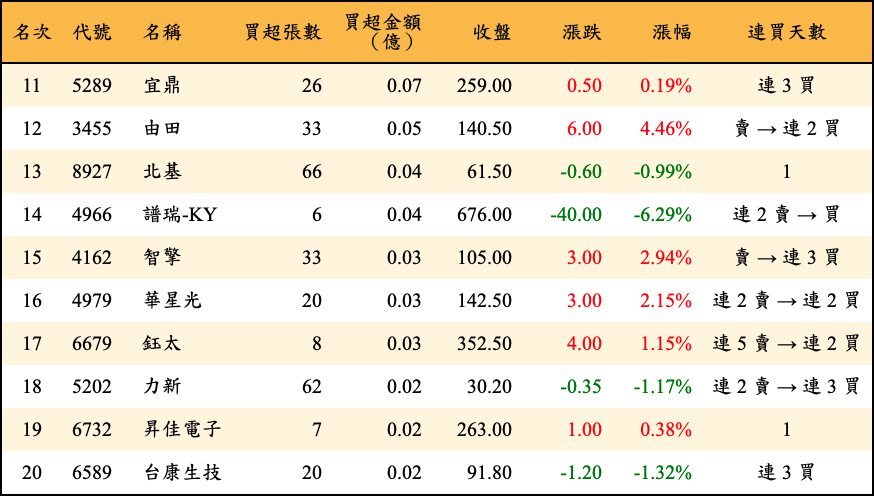 名次 代號 名稱 買超張數 買超金額（億） 收盤 漲跌 漲幅 連買天數
11 5289 宜鼎 26 0.07 259.00 0.50 0.19% 連 3 買
12 3455 由田 33 0.05 140.50 6.00 4.46% 賣 → 連 2 買
13 8927 北基 66 0.04 61.50 -0.60 -0.99% 1
14 4966 譜瑞-KY 6 0.04 676.00 -40.00 -6.29% 連 2 賣 → 買
15 4162 智擎 33 0.03 105.00 3.00 2.94% 賣 → 連 3 買
16 4979 華星光 20 0.03 142.50 3.00 2.15% 連 2 賣 → 連 2 買
17 6679 鈺太 8 0.03 352.50 4.00 1.15% 連 5 賣 → 連 2 買
18 5202 力新 62 0.02 30.20 -0.35 -1.17% 連 2 賣 → 連 3 買
19 6732 昇佳電子 7 0.02 263.00 1.00 0.38% 1
20 6589 台康生技 20 0.02 91.80 -1.20 -1.32% 連 3 買